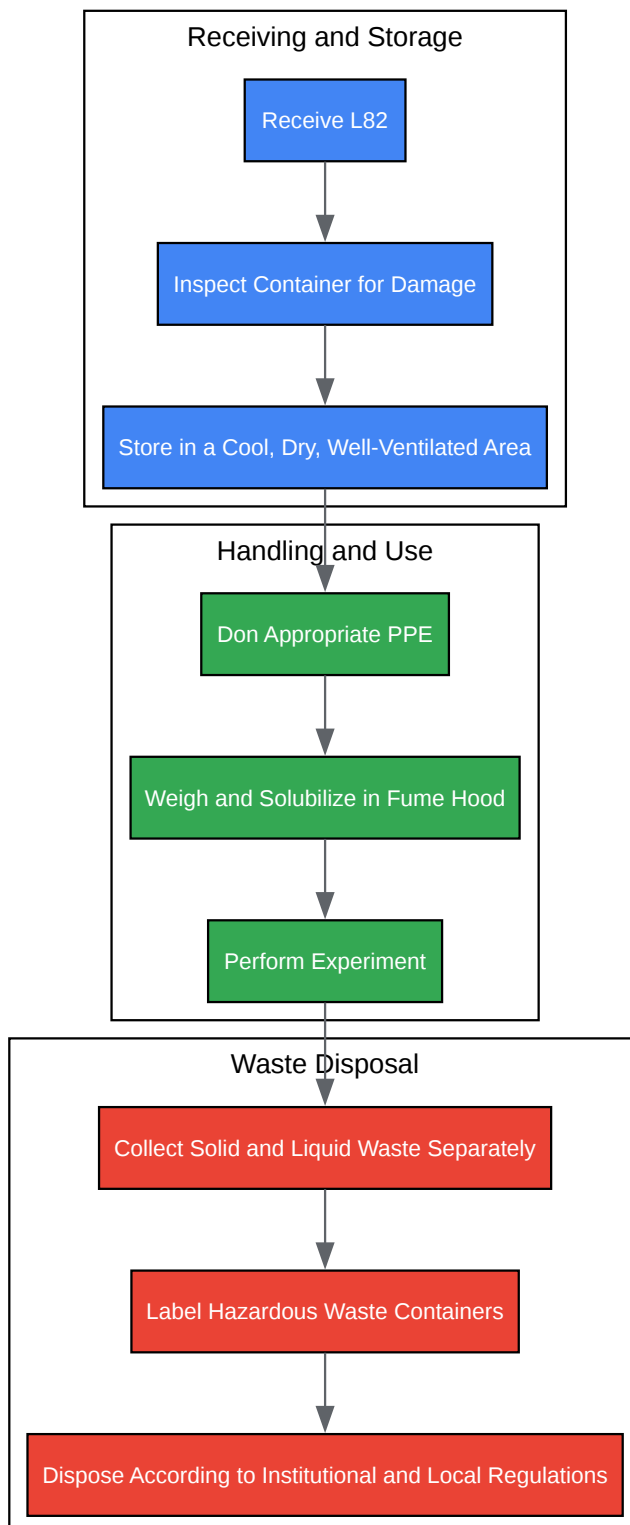 Receiving and Storage
Receive L82
Inspect Container for Damage
Store in a Cool, Dry, Well-Ventilated Area
Handling and Use
Don Appropriate PPE
Weigh and Solubilize in Fume Hood
Perform Experiment
Waste Disposal
Collect Solid and Liquid Waste Separately
Label Hazardous Waste Containers
Dispose According to Institutional and Local Regulations